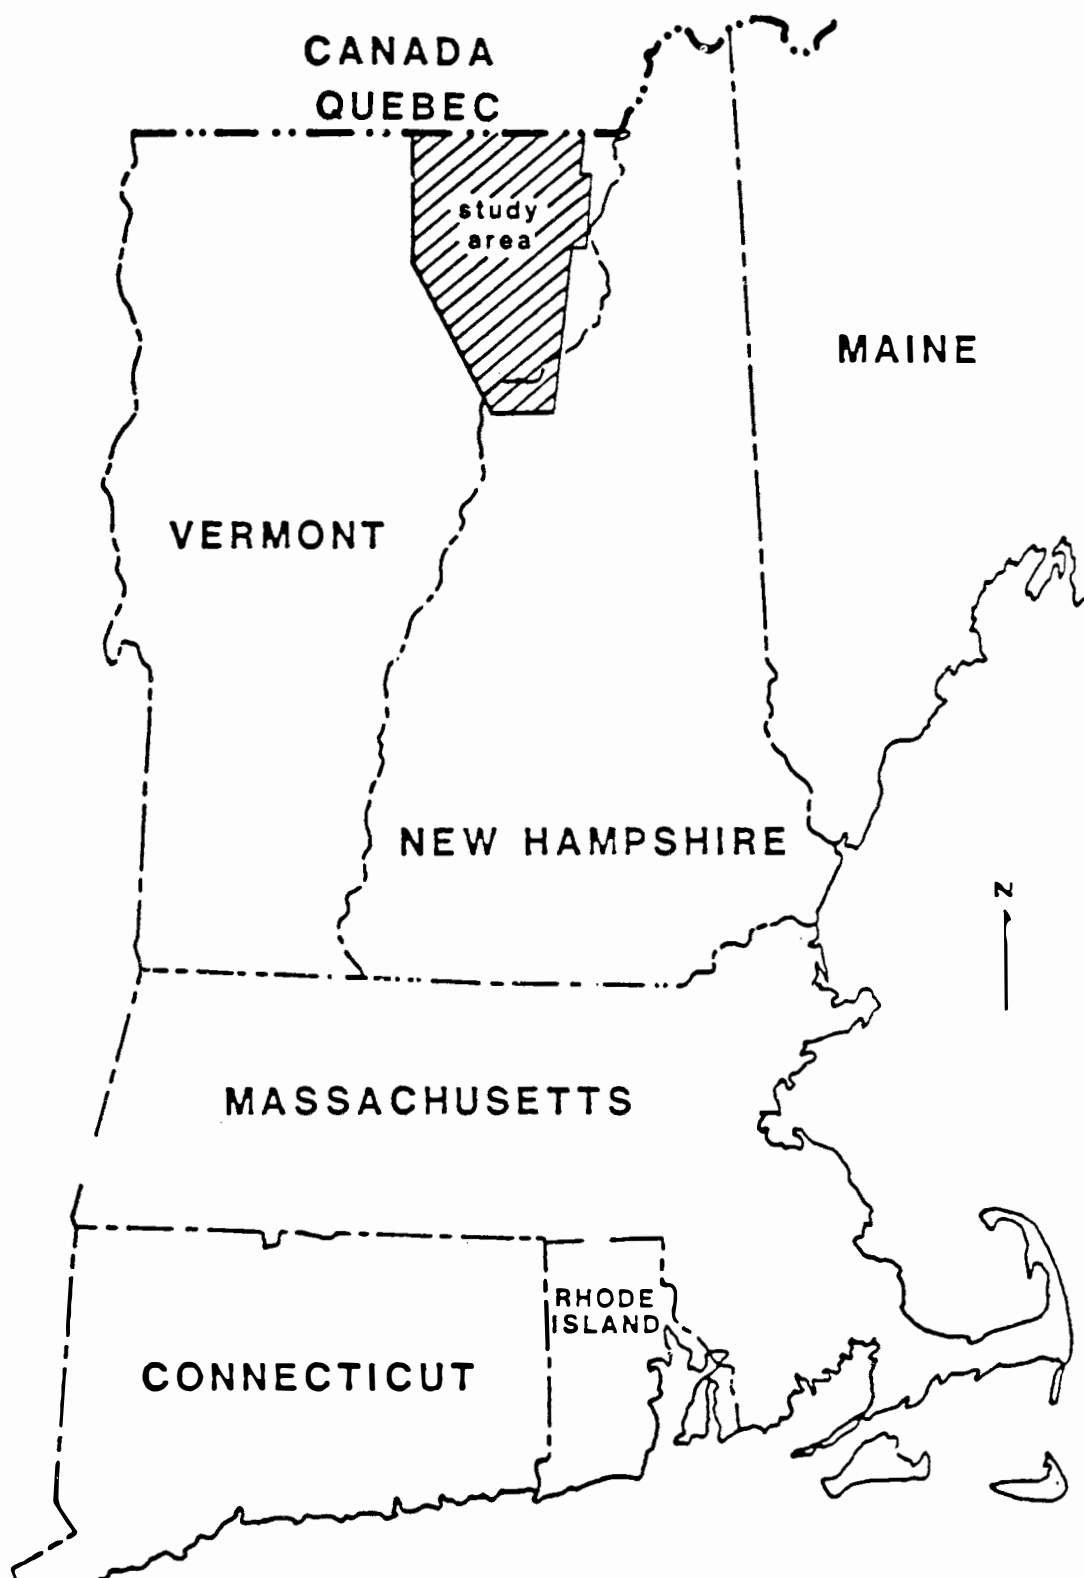 CANADA
QUEBEC
study
area
MAINE
VERMONT
NEW HAMPSHIRE
N
MASSACHUSETTS
RHODE
ISLAND
CONNECTICUT